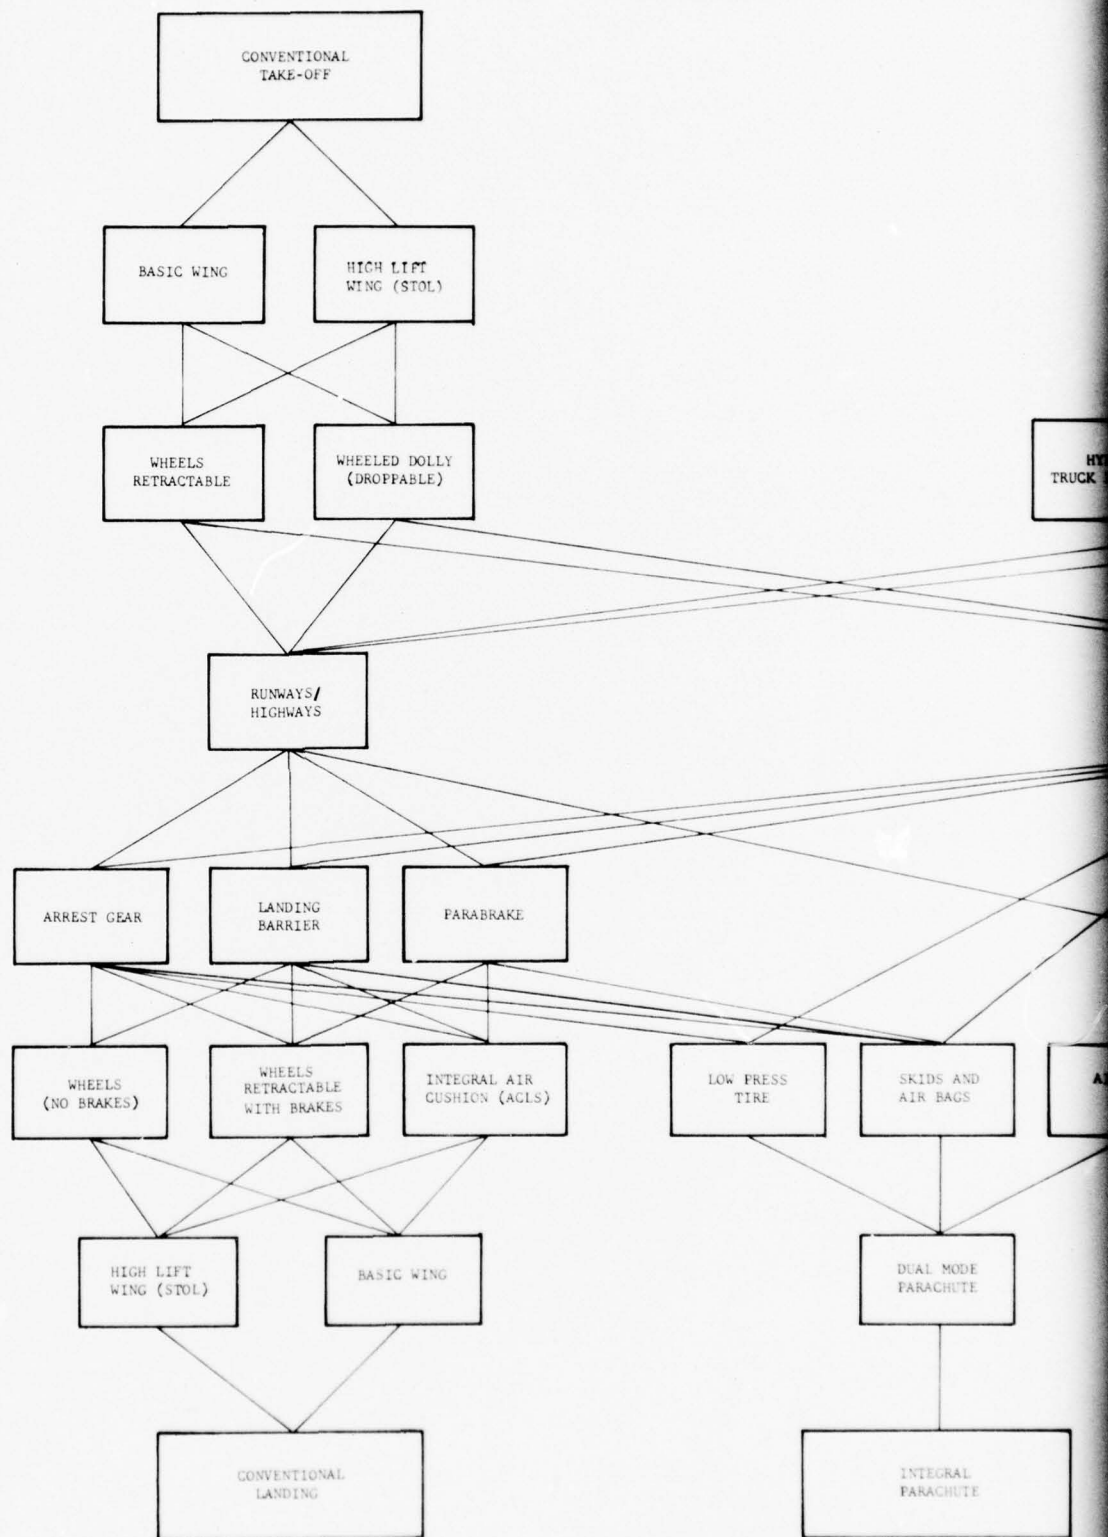 CONVENTIONAL
TAKE-OFF
BASIC WING
HIGH LIFT
WING (STOL)
WHEELS
RETRACTABLE
WHEELED DOLLY
(DROPPABLE)
TRUCK
RUNWAYS/
HIGHWAYS
ARREST GEAR
LANDING
BARRIER
PARABRAKE
WHEELS
(NO BRAKES)
WHEELS
RETRACTABLE
WITH BRAKES
INTEGRAL AIR
CUSHION (ACLS)
LOW PRESS
TIRE
SKIDS AND
AIR BAGS
HIGH LIFT
WING (STOL)
BASIC WING
DUAL MODE
PARACHUTE
CONVENTIONAL
LANDING
INTEGRAL
PARACHUTE